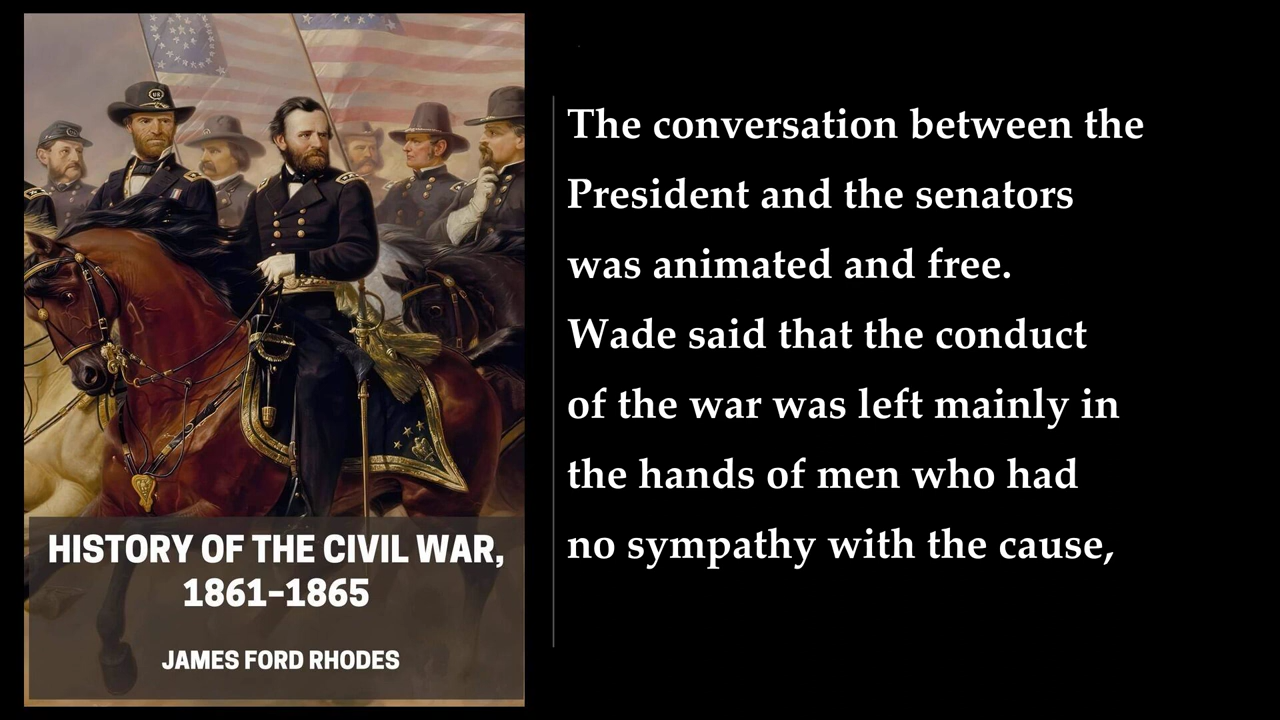 HISTORY OF THE CIVIL WAR,
1861–1865
JAMES FORD RHODES
The conversation between the
President and the senators
was animated and free.
Wade said that the conduct
of the war was left mainly in
the hands of men who had
no sympathy with the cause,